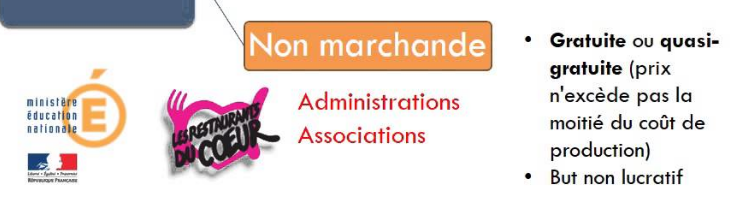 Non marchande
ministère
éducation
nationale
É
Liberté • Égalité • Fraternité
RÉPUBLIQUE FRANÇAISE
LES RESTAURANTS
DU CŒUR
Administrations
Associations
• Gratuite ou quasi-
gratuite (prix
n'excède pas la
moitié du coût de
production)
• But non lucratif